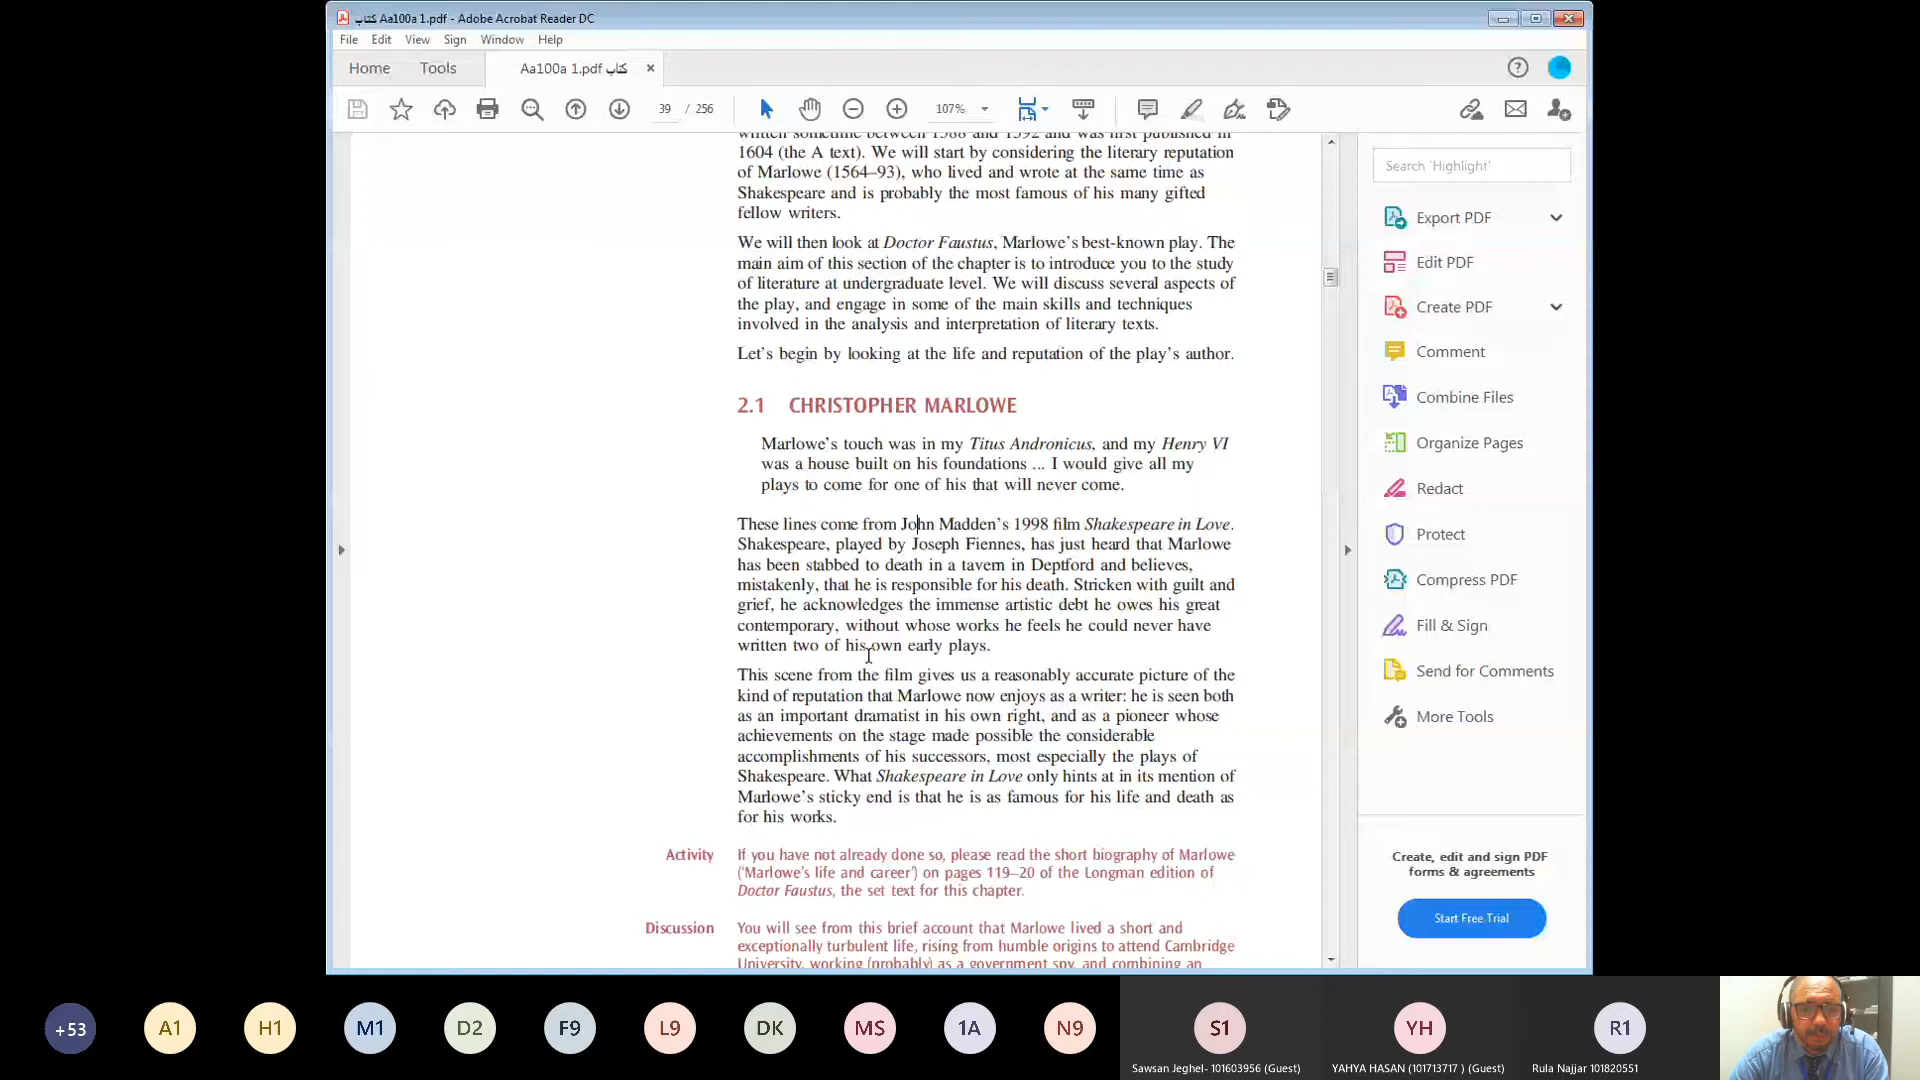 كتاب Aa100a 1.pdf - Adobe Acrobat Reader DC
File Edit View Sign Window Help
Home Tools كتاب Aa100a 1.pdf
39 / 256 107%
written sometime between 1588 and 1592 and was first published in
1604 (the A text). We will start by considering the literary reputation
of Marlowe (1564–93), who lived and wrote at the same time as
Shakespeare and is probably the most famous of his many gifted
fellow writers.
We will then look at Doctor Faustus, Marlowe's best-known play. The
main aim of this section of the chapter is to introduce you to the study
of literature at undergraduate level. We will discuss several aspects of
the play, and engage in some of the main skills and techniques
involved in the analysis and interpretation of literary texts.
Let's begin by looking at the life and reputation of the play's author.
2.1 CHRISTOPHER MARLOWE
Marlowe's touch was in my Titus Andronicus, and my Henry VI
was a house built on his foundations ... I would give all my
plays to come for one of his that will never come.
These lines come from John Madden's 1998 film Shakespeare in Love.
Shakespeare, played by Joseph Fiennes, has just heard that Marlowe
has been stabbed to death in a tavern in Deptford and believes,
mistakenly, that he is responsible for his death. Stricken with guilt and
grief, he acknowledges the immense artistic debt he owes his great
contemporary, without whose works he feels he could never have
written two of his own early plays.
This scene from the film gives us a reasonably accurate picture of the
kind of reputation that Marlowe now enjoys as a writer: he is seen both
as an important dramatist in his own right, and as a pioneer whose
achievements on the stage made possible the considerable
accomplishments of his successors, most especially the plays of
Shakespeare. What Shakespeare in Love only hints at in its mention of
Marlowe's sticky end is that he is as famous for his life and death as
for his works.
Activity If you have not already done so, please read the short biography of Marlowe
('Marlowe's life and career') on pages 119–20 of the Longman edition of
Doctor Faustus, the set text for this chapter.
Discussion You will see from this brief account that Marlowe lived a short and
exceptionally turbulent life, rising from humble origins to attend Cambridge
University, working (probably) as a government spy, and combining an
Search 'Highlight'
Export PDF
Edit PDF
Create PDF
Comment
Combine Files
Organize Pages
Redact
Protect
Compress PDF
Fill & Sign
Send for Comments
More Tools
Create, edit and sign PDF
forms & agreements
Start Free Trial
+53 A1 H1 M1 D2 F9 L9 DK MS 1A N9 S1 YH R1
Sawsan Jeghel- 101603956 (Guest) YAHYA HASAN (101713717 ) (Guest) Rula Najjar 101820551